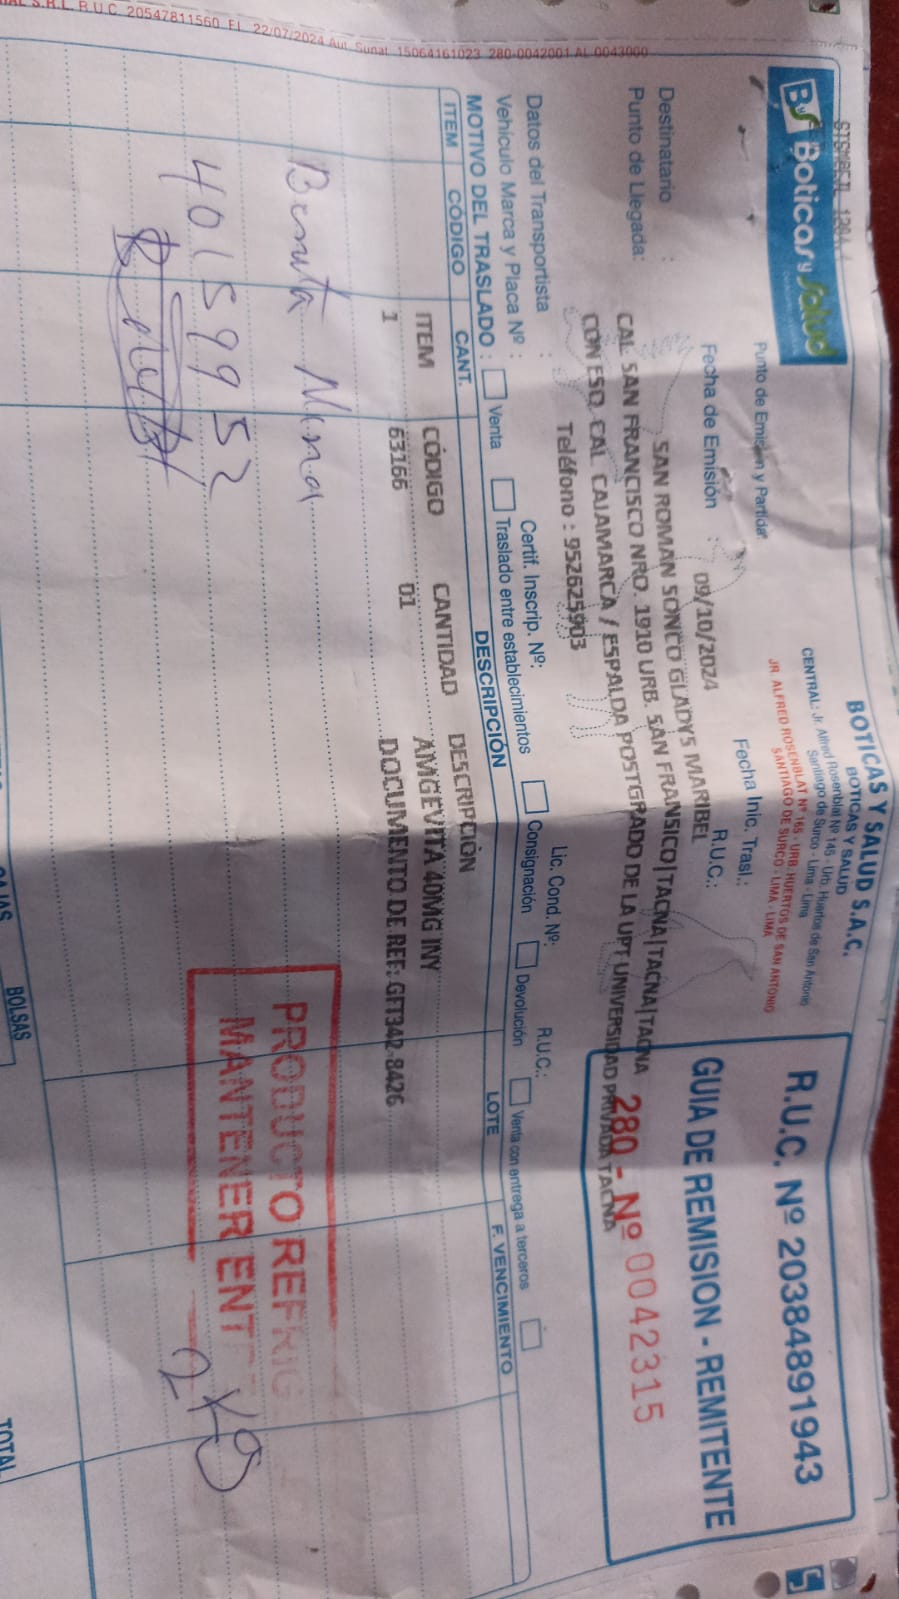 S.R.L. R.U.C. 20547811560 F.I. 22/07/2024 Aut. Sunat 15064161023 280-0042001 AL 0043000
ByS Boticas y Salud
BOTICAS Y SALUD S.A.C.
BOTICAS Y SALUD
CENTRAL: Jr. Alfred Rosenblat Nº 145 - Urb. Huertos de San Antonio
Santiago de Surco - Lima - Lima
JR. ALFRED ROSENBLAT Nº 165 - URB. HUERTOS DE SAN ANTONIO
SANTIAGO DE SURCO - LIMA - LIMA
R.U.C. Nº 20384891943
GUIA DE REMISION - REMITENTE
280 - Nº 0042315
Punto de Emisión y Partida:
Fecha de Emisión : 09/10/2024 Fecha Inic. Trasl.:
Destinatario : SAN ROMAN SONCO GLADYS MARIBEL R.U.C.:
Punto de Llegada: CAL. SAN FRANCISCO NRO. 1910 URB. SAN FRANSICO|TACNA|TACNA|TACNA
CON ESQ. CAL. CAJAMARCA / ESPALDA POSTGRADO DE LA UPT UNIVERSIDAD PRIVADA TACNA
Teléfono : 952625903
Datos del Transportista : Certif. Inscrip. Nº: Lic. Cond. Nº: R.U.C.:
Vehículo Marca y Placa Nº :
MOTIVO DEL TRASLADO : Venta Traslado entre establecimientos Consignación Devolución Venta con entrega a terceros
ITEM CÓDIGO CANT. DESCRIPCIÓN LOTE F. VENCIMIENTO
ITEM CÓDIGO CANTIDAD DESCRIPCIÓN
1 63166 01 AMGEVITA 40MG INY
DOCUMENTO DE REF: GFT342-8426
PRODUCTO REFRIG
MANTENER ENT
40159952
BOLSAS
TOTAL